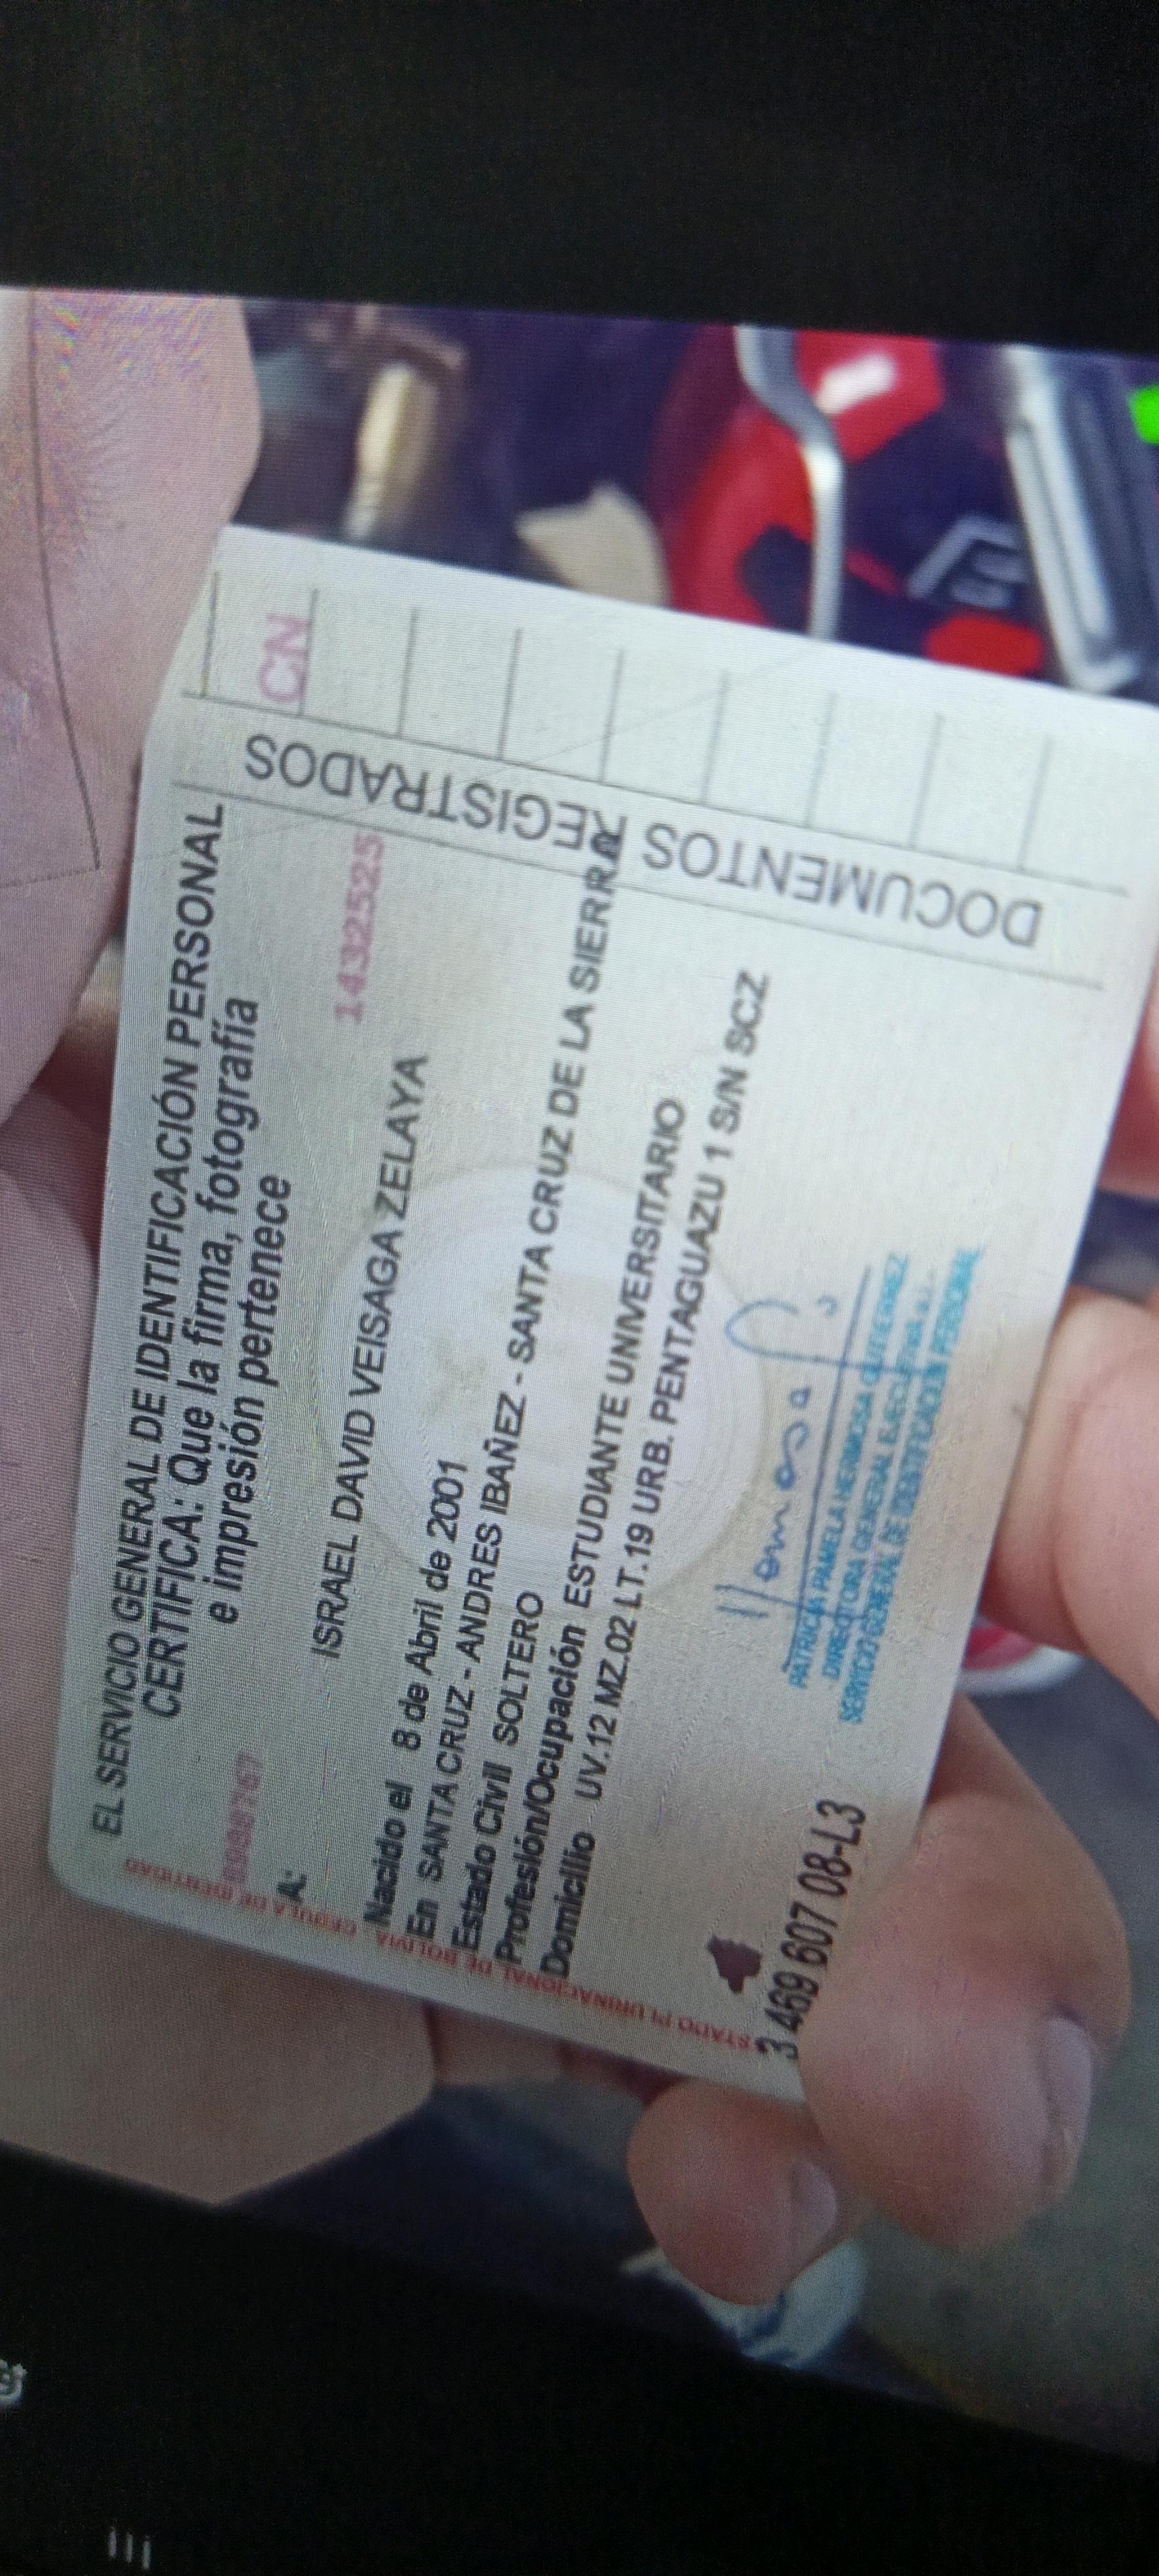 EL SERVICIO GENERAL DE IDENTIFICACIÓN PERSONAL
CERTIFICA: Que la firma, fotografía
e impresión pertenece
1432525
A:
ISRAEL DAVID VEISAGA ZELAYA
Nacido el 8 de Abril de 2001
En SANTA CRUZ - ANDRES IBAÑEZ - SANTA CRUZ DE LA SIERRA
Estado Civil SOLTERO
Profesión/Ocupación ESTUDIANTE UNIVERSITARIO
Domicilio UV.12 MZ.02 LT.19 URB. PENTAGUAZU 1 S/N SCZ
PATRICIA PAMELA HERMOSA GUTIERREZ
DIRECTORA GENERAL EJECUTIVA a.i.
SERVICIO GENERAL DE IDENTIFICACIÓN PERSONAL
3 469 607 08-L3
ESTADO PLURINACIONAL DE BOLIVIA CEDULA DE IDENTIDAD
DOCUMENTOS REGISTRADOS
CN